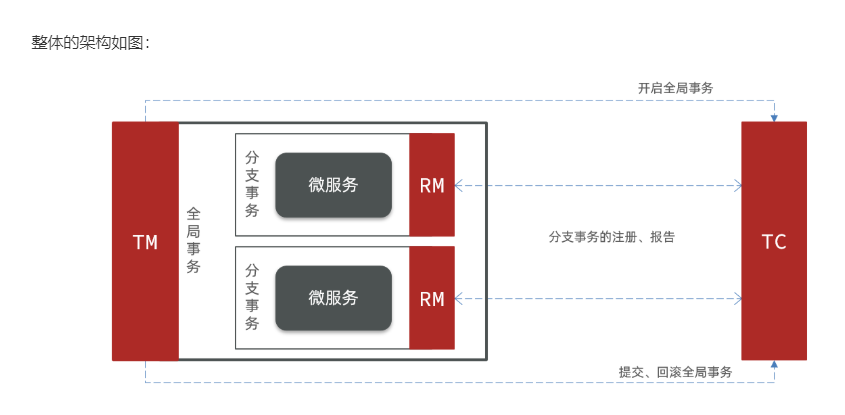 整体的架构如图：
开启全局事务
TM
全局事务
分支事务
微服务
RM
分支事务的注册、报告
TC
分支事务
微服务
RM
提交、回滚全局事务